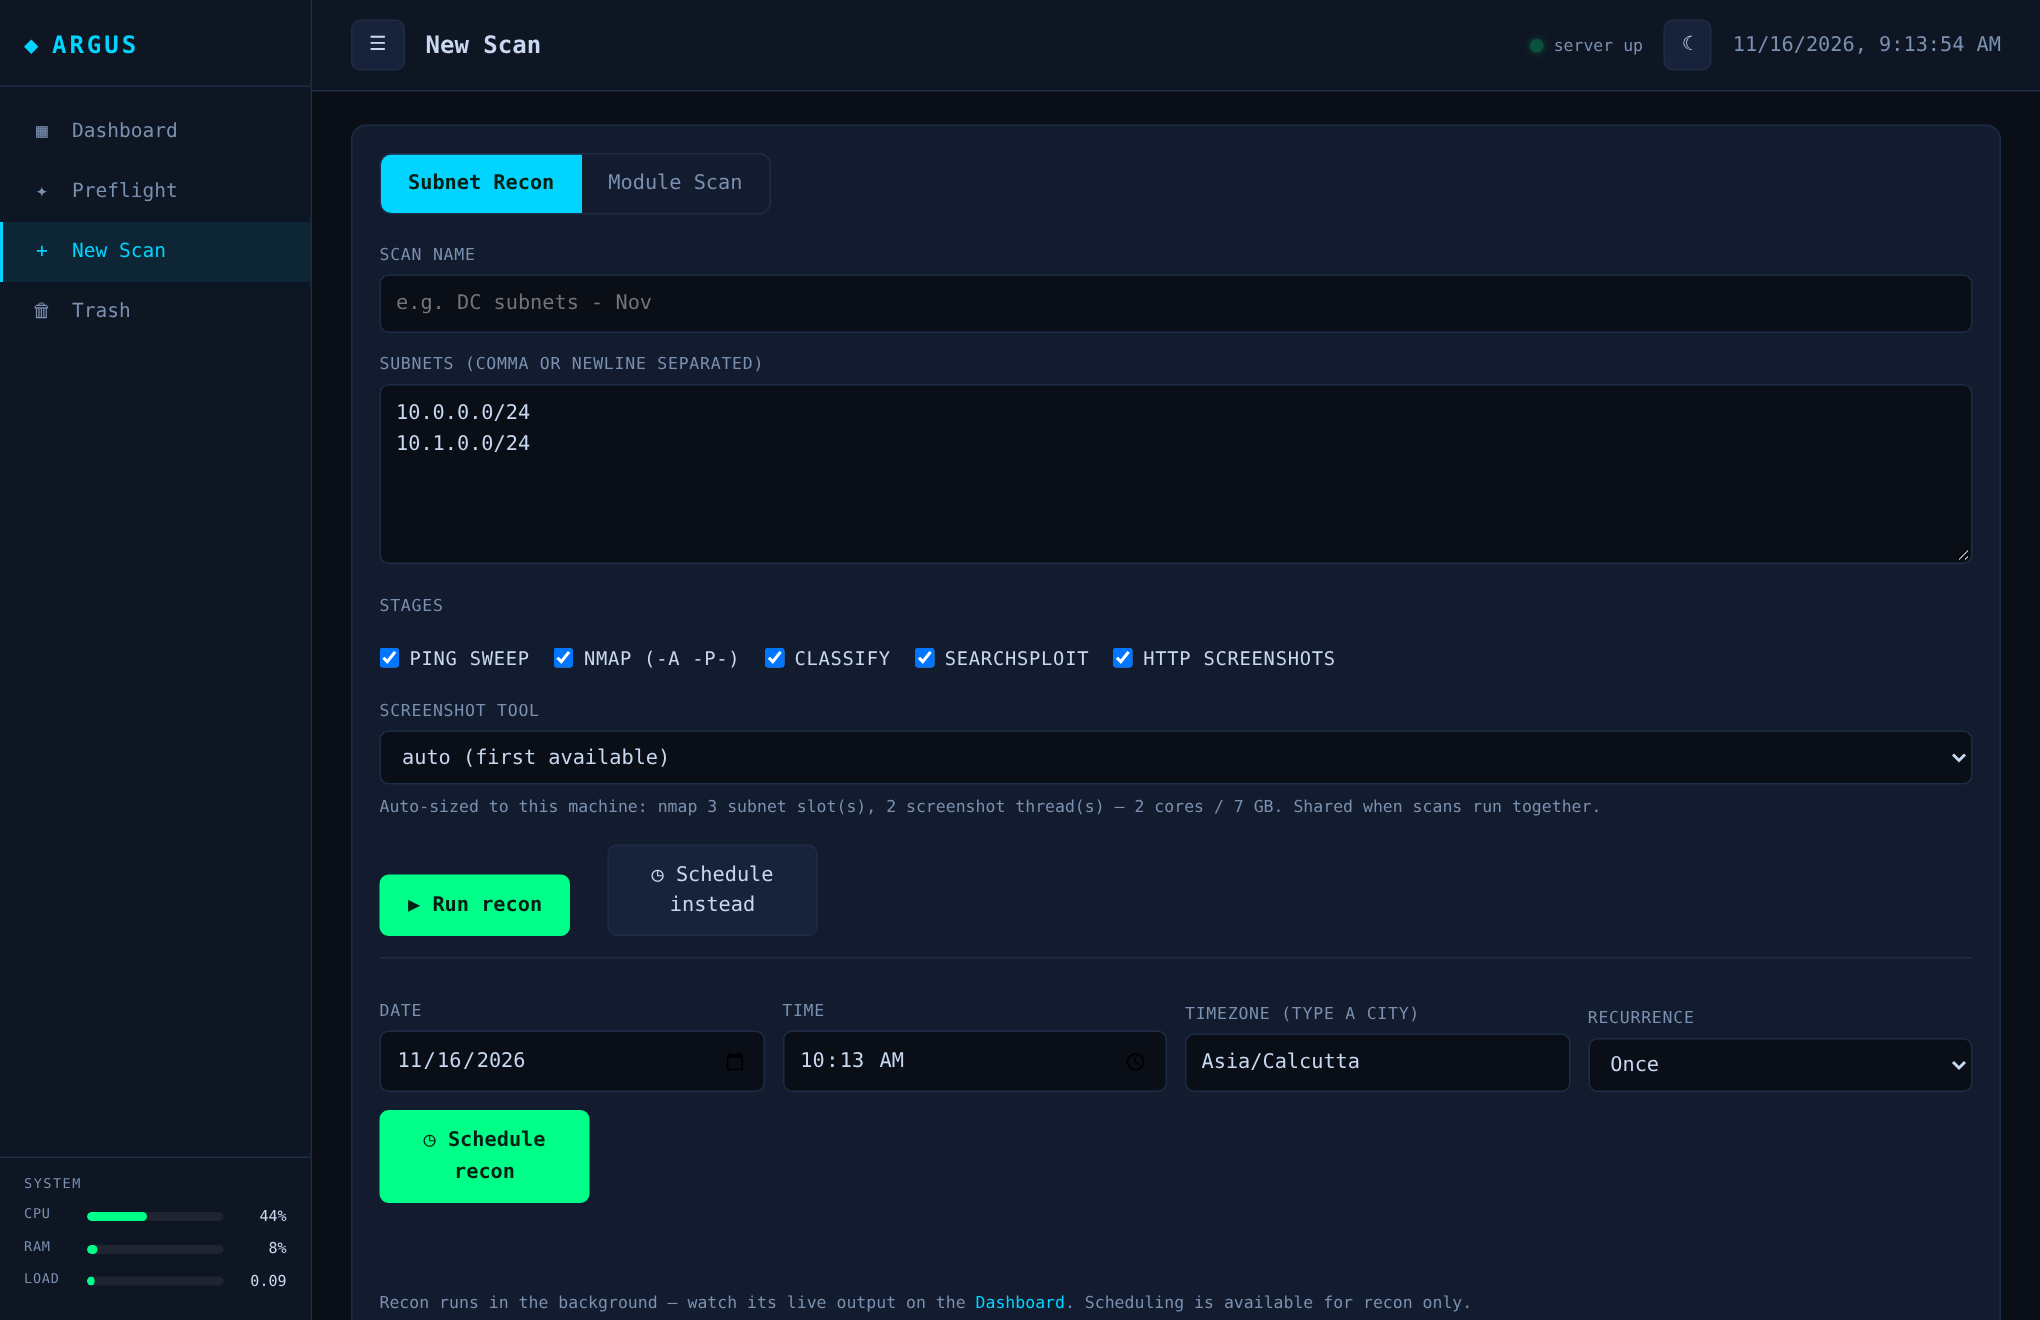 ◆ ARGUS
☰ New Scan
server up ☾ 11/16/2026, 9:13:54 AM
▦ Dashboard
✦ Preflight
+ New Scan
🗑 Trash
Subnet Recon Module Scan
SCAN NAME
e.g. DC subnets - Nov
SUBNETS (COMMA OR NEWLINE SEPARATED)
10.0.0.0/24
10.1.0.0/24
STAGES
PING SWEEP NMAP (-A -P-) CLASSIFY SEARCHSPLOIT HTTP SCREENSHOTS
SCREENSHOT TOOL
auto (first available)
Auto-sized to this machine: nmap 3 subnet slot(s), 2 screenshot thread(s) — 2 cores / 7 GB. Shared when scans run together.
▶ Run recon
◷ Schedule
instead
DATE
11/16/2026
TIME
10:13 AM
TIMEZONE (TYPE A CITY)
Asia/Calcutta
RECURRENCE
Once
◷ Schedule
recon
Recon runs in the background — watch its live output on the Dashboard. Scheduling is available for recon only.
SYSTEM
CPU 44%
RAM 8%
LOAD 0.09